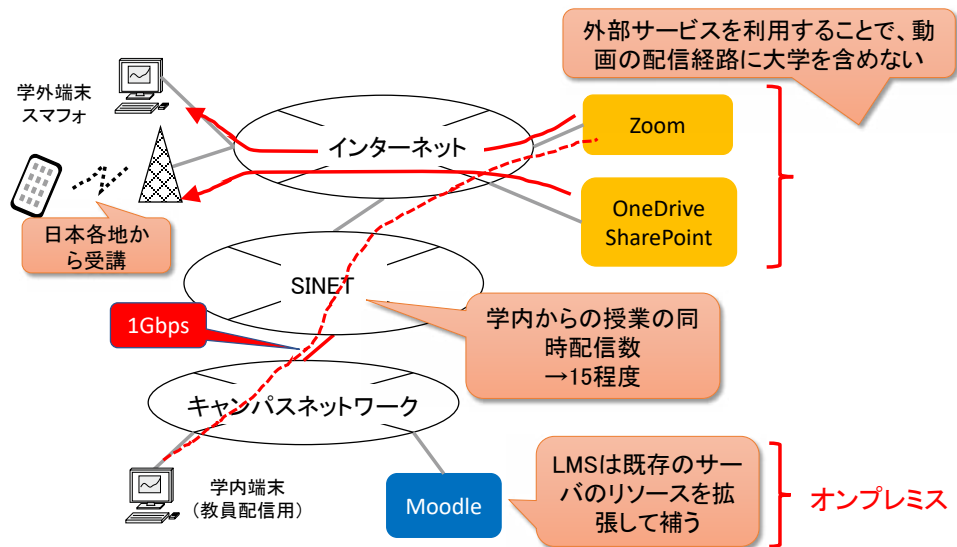 外部サービスを利用することで、動
画の配信経路に大学を含めない
学外端末
スマフォ
インターネット
Zoom
OneDrive
SharePoint
日本各地か
ら受講
SINET
1Gbps
学内からの授業の同
時配信数
→15程度
キャンパスネットワーク
学内端末
（教員配信用）
Moodle
LMSは既存のサー
バのリソースを拡
張して補う
オンプレミス